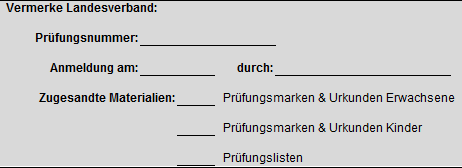 Vermerke Landesverband:
Prüfungsnummer:
Anmeldung am: durch:
Zugesandte Materialien: Prüfungsmarken & Urkunden Erwachsene
Prüfungsmarken & Urkunden Kinder
Prüfungslisten